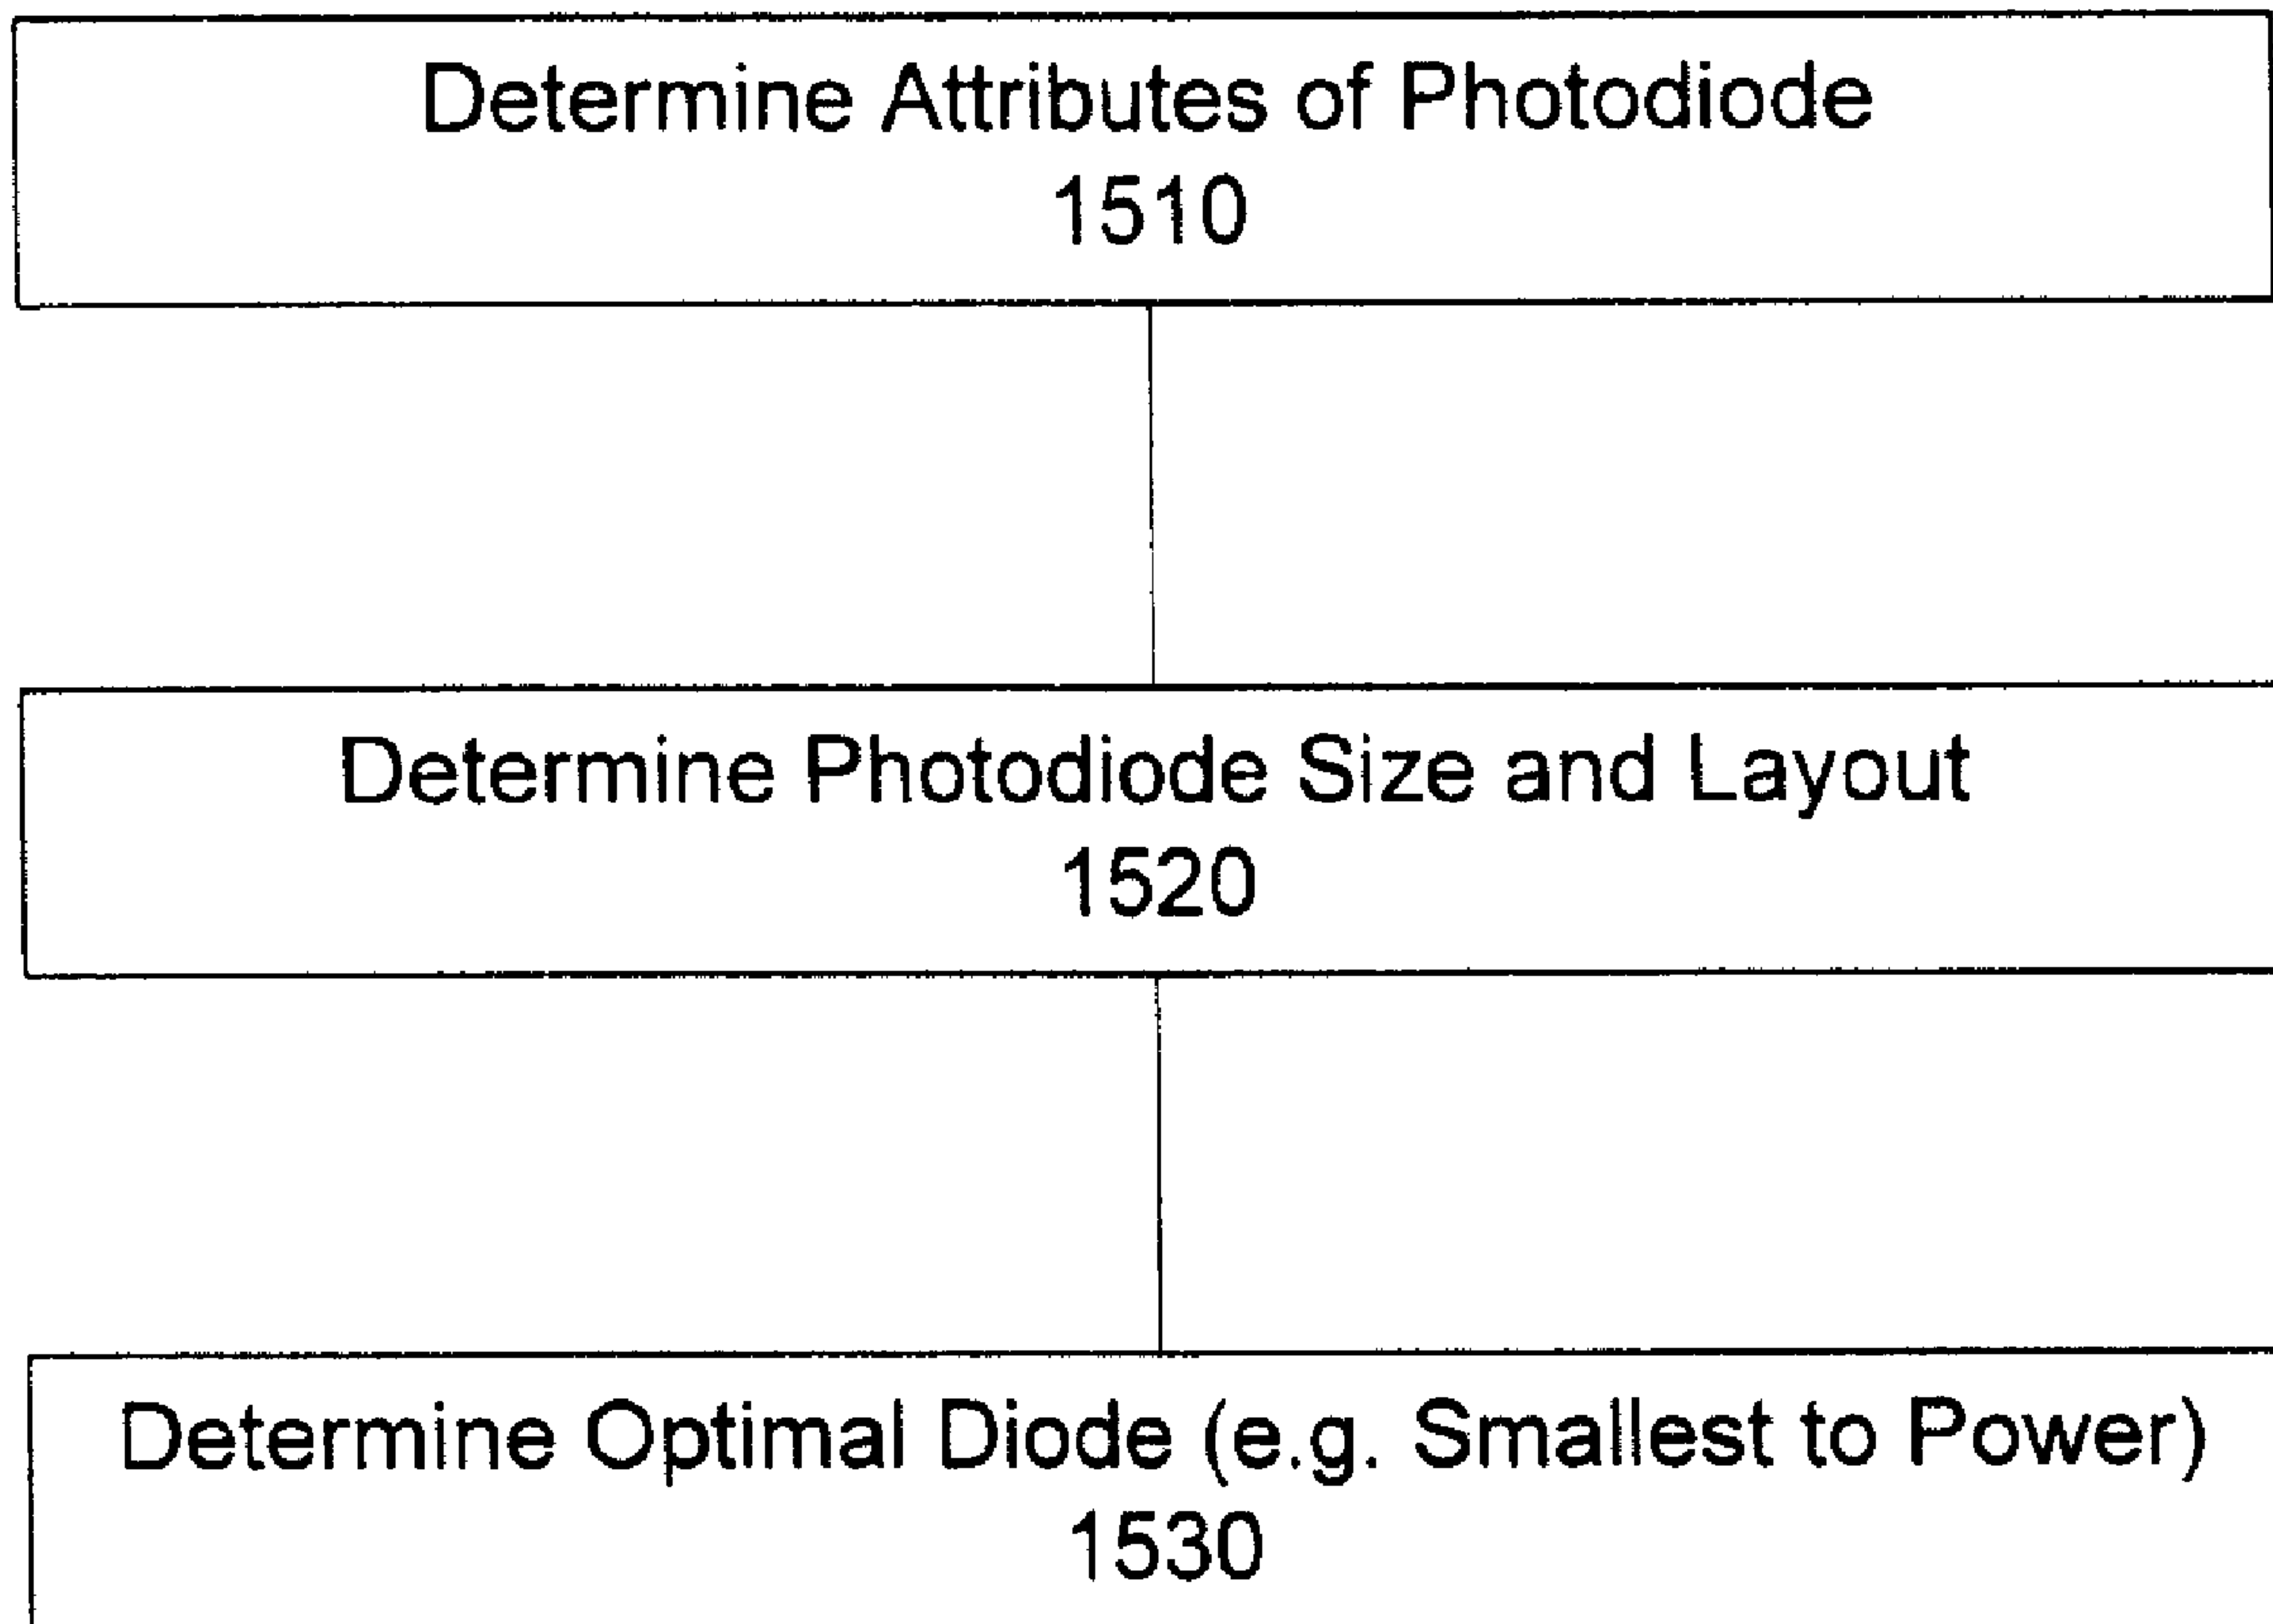 Determine Attributes of Photodiode
1510
Determine Photodiode Size and Layout
1520
Determine Optimal Diode (e.g. Smallest to Power)
1530